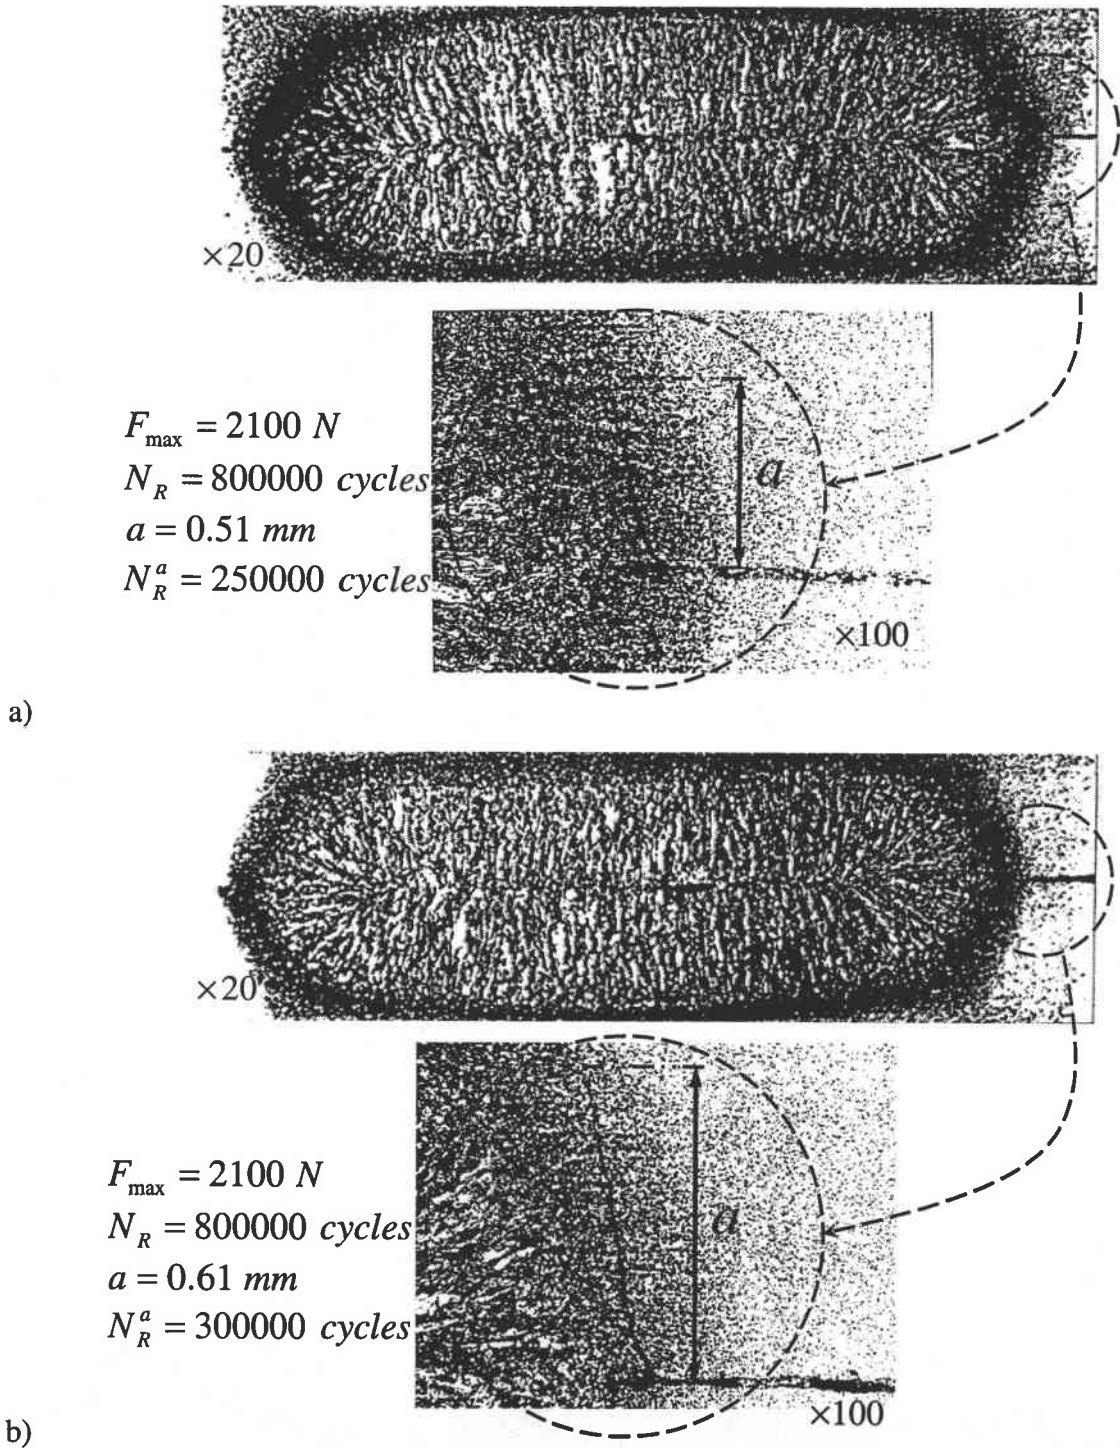 ×20
F_max = 2100 N
N_R = 800000 cycles
a = 0.51 mm
N_R^a = 250000 cycles
a
×100
a)
×20
F_max = 2100 N
N_R = 800000 cycles
a = 0.61 mm
N_R^a = 300000 cycles
a
×100
b)